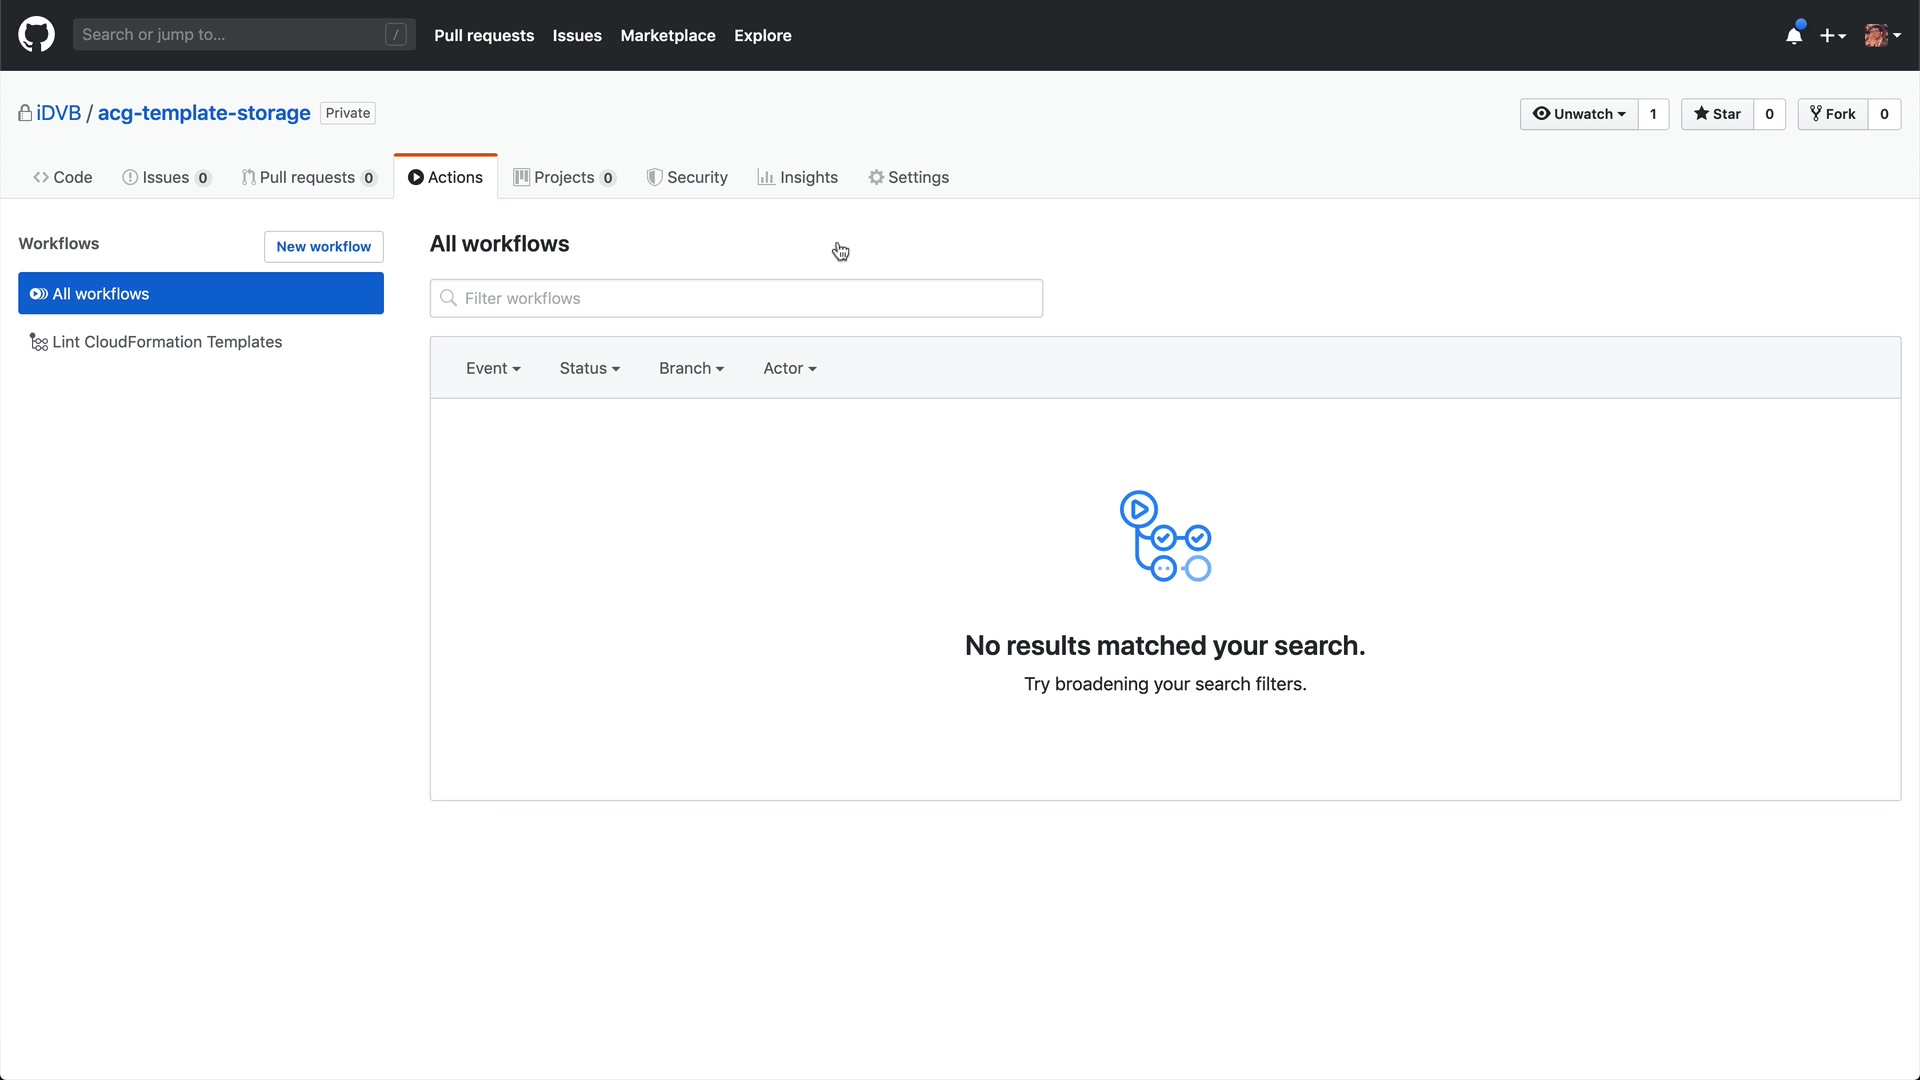 Search or jump to... /
Pull requests Issues Marketplace Explore
iDVB / acg-template-storage Private
Unwatch 1 Star 0 Fork 0
Code Issues 0 Pull requests 0 Actions Projects 0 Security Insights Settings
Workflows
New workflow
All workflows
Lint CloudFormation Templates
All workflows
Filter workflows
Event Status Branch Actor
No results matched your search.
Try broadening your search filters.